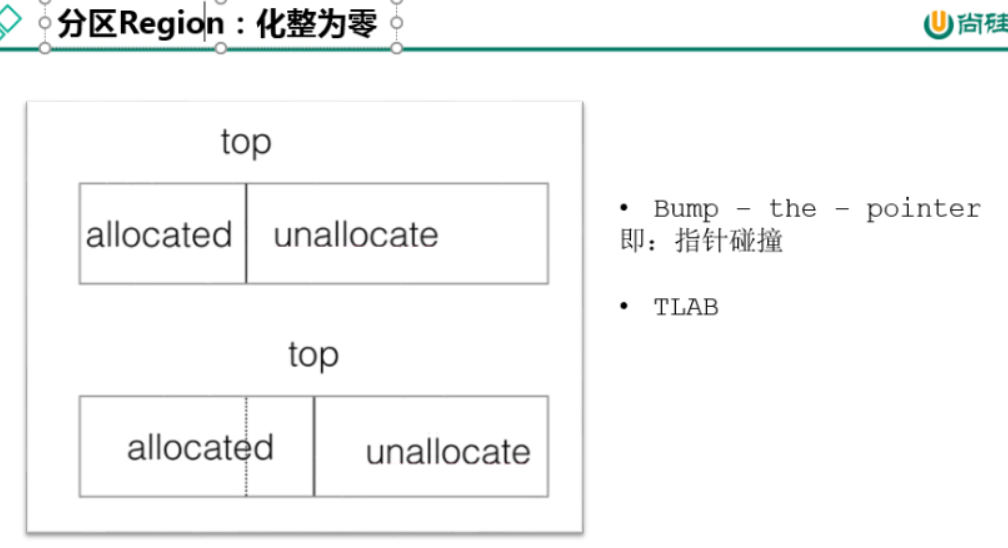 分区Region：化整为零
尚硅
top
allocated
unallocate
top
allocated
unallocate
• Bump – the – pointer
即：指针碰撞
• TLAB